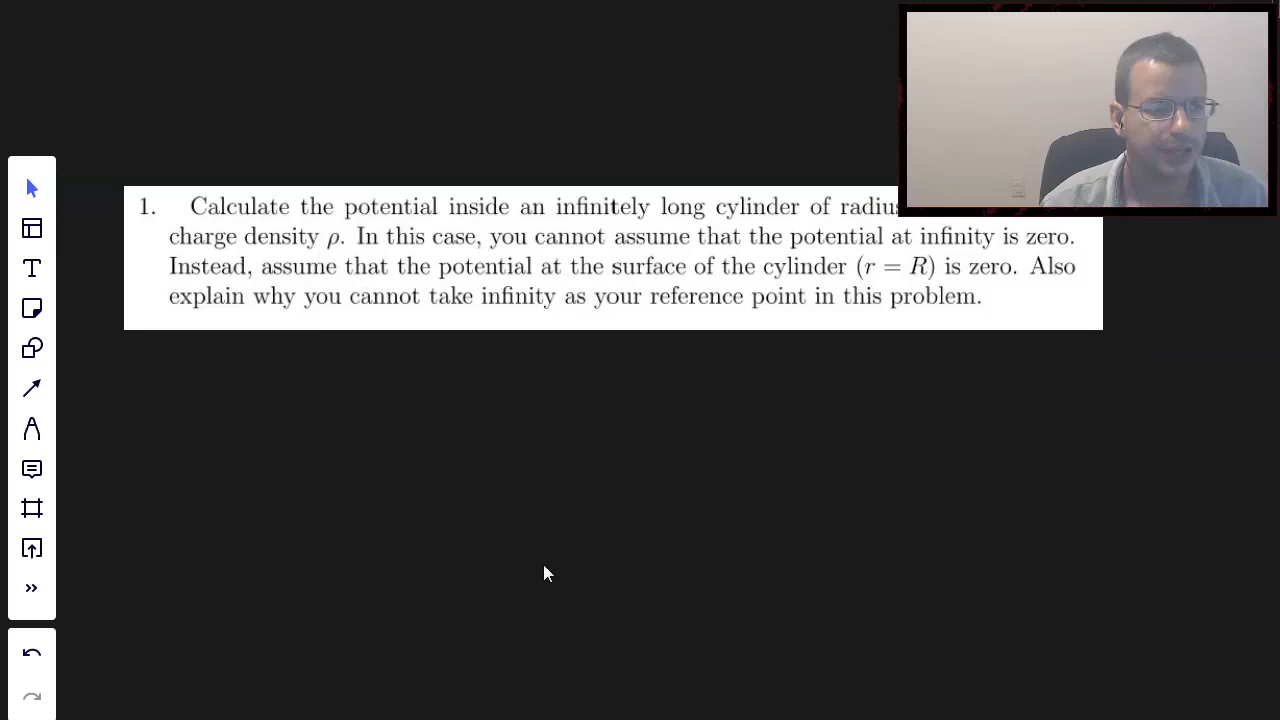 1. Calculate the potential inside an infinitely long cylinder of radius
charge density ρ. In this case, you cannot assume that the potential at infinity is zero.
Instead, assume that the potential at the surface of the cylinder (r = R) is zero. Also
explain why you cannot take infinity as your reference point in this problem.